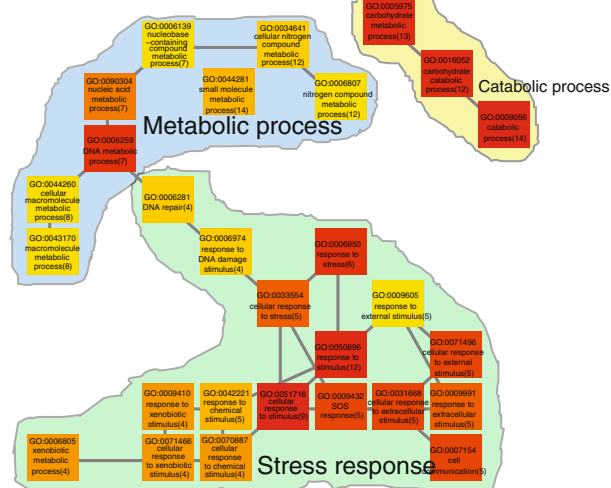 GO:0005975
carbohydrate
metabolic
process(13)
GO:0006139
nucleobase
–containing
compound
metabolic
process(7)
GO:0034641
cellular nitrogen
compound
metabolic
process(12)
GO:0016052
carbohydrate
catabolic
process(12)
Catabolic process
GO:0009056
catabolic
process(14)
GO:0090304
nucleic acid
metabolic
process(7)
GO:0044281
small molecule
metabolic
process(14)
GO:0006807
nitrogen compound
metabolic
process(12)
Metabolic process
GO:0006259
DNA metabolic
process(7)
GO:0044260
cellular
macromolecule
metabolic
process(8)
GO:0043170
macromolecule
metabolic
process(8)
GO:0006281
DNA repair(4)
GO:0006974
response to
DNA damage
stimulus(4)
GO:0006950
response to
stress(6)
GO:0033554
cellular response
to stress(5)
GO:0009605
response to
external stimulus(5)
GO:0050896
response to
stimulus(12)
GO:0071496
cellular response
to external
stimulus(5)
GO:0009410
response to
xenobiotic
stimulus(4)
GO:0042221
response to
chemical
stimulus(5)
GO:0051716
cellular
response
to stimulus(9)
GO:0009432
SOS
response(5)
GO:0031668
cellular response
to extracellular
stimulus(5)
GO:0009991
response to
extracellular
stimulus(5)
GO:0006805
xenobiotic
metabolic
process(4)
GO:0071466
cellular
response
to xenobiotic
stimulus(4)
GO:0070887
cellular
response
to chemical
stimulus(4)
Stress response
GO:0007154
cell
communication(5)